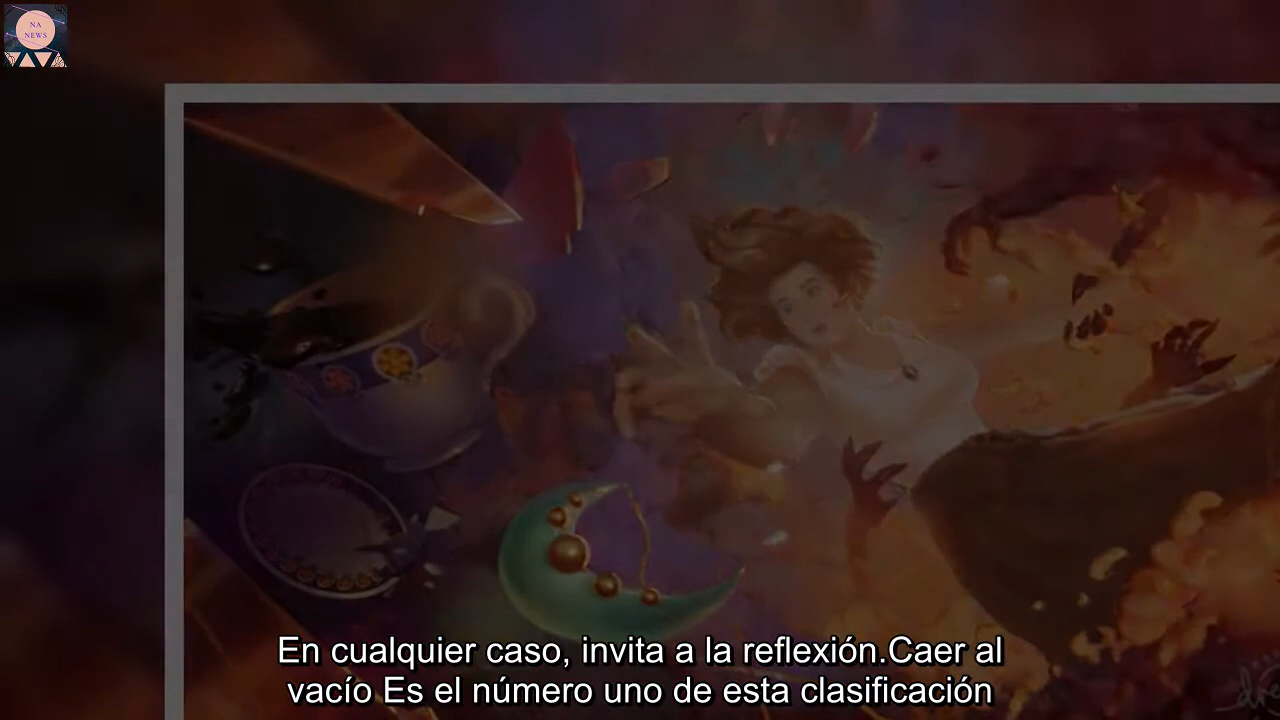 NA
NEWS
En cualquier caso, invita a la reflexión.Caer al
vacío Es el número uno de esta clasificación